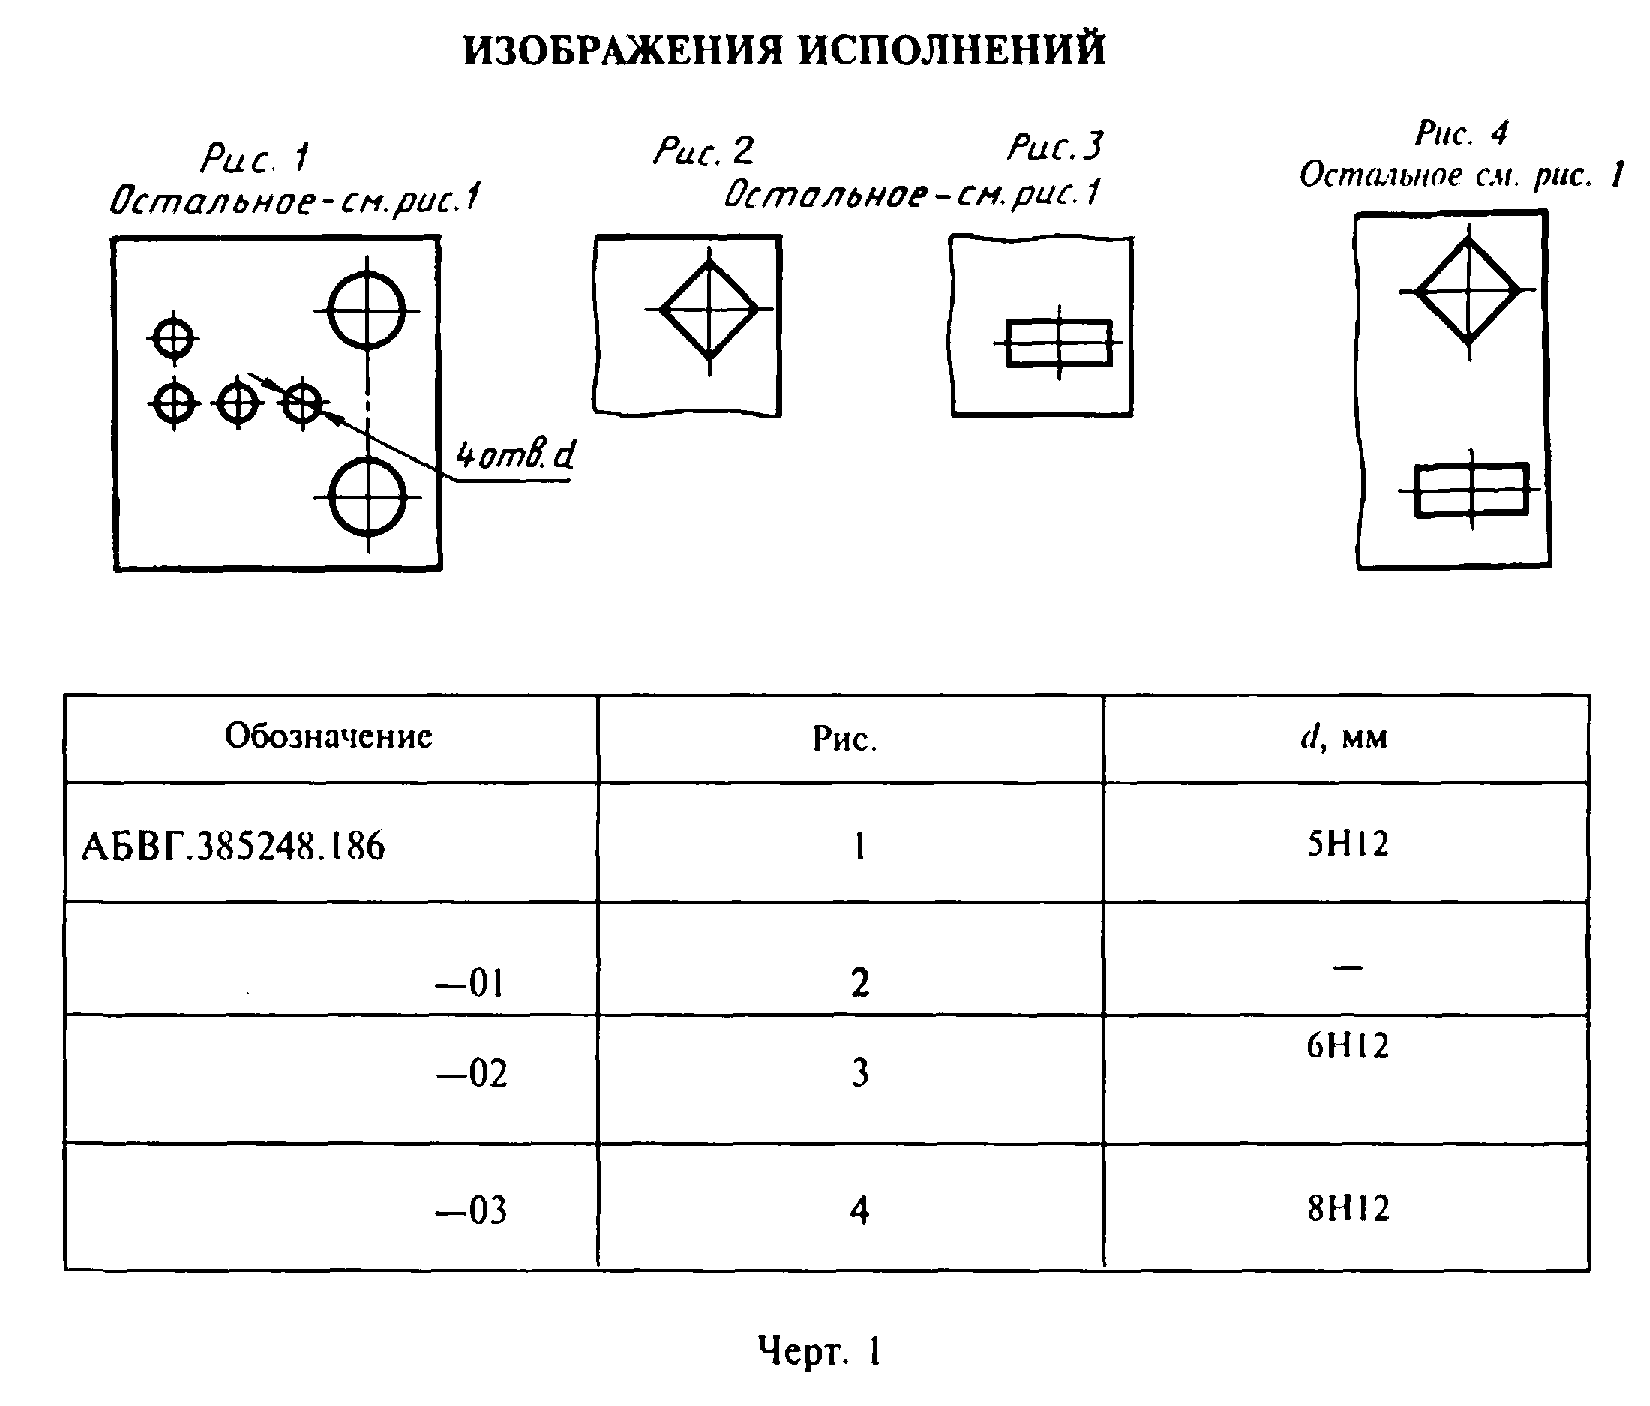 ИЗОБРАЖЕНИЯ ИСПОЛНЕНИЙ
Рис. 1
Остальное-см.рис.1
Рис. 2
Рис.3
Остальное-см.рис.1
Рис. 4
Остальное см. рис. 1
4отв.d
Обозначение
Рис.
d, мм
АБВГ.385248.186
1
5Н12
—01
2
—
—02
3
6Н12
—03
4
8Н12
Черт. 1